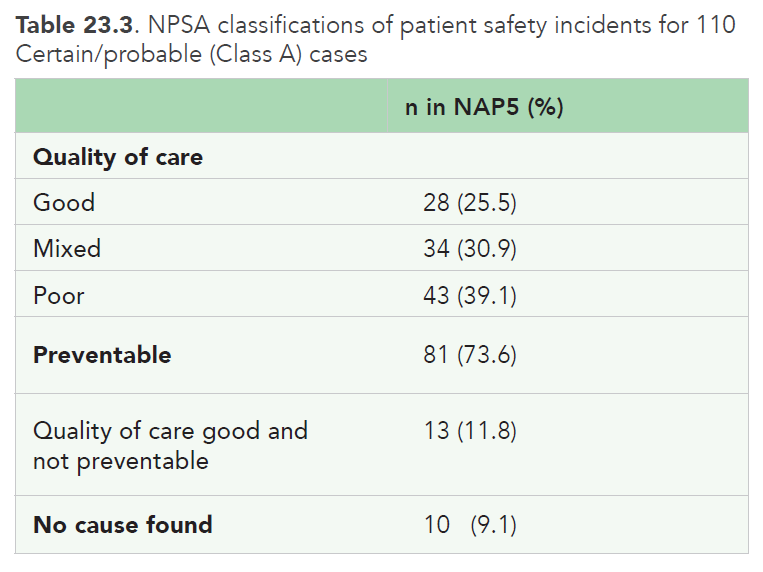 Table 23.3. NPSA classifications of patient safety incidents for 110
Certain/probable (Class A) cases
n in NAP5 (%)
Quality of care
Good 28 (25.5)
Mixed 34 (30.9)
Poor 43 (39.1)
Preventable 81 (73.6)
Quality of care good and 13 (11.8)
not preventable
No cause found 10 (9.1)